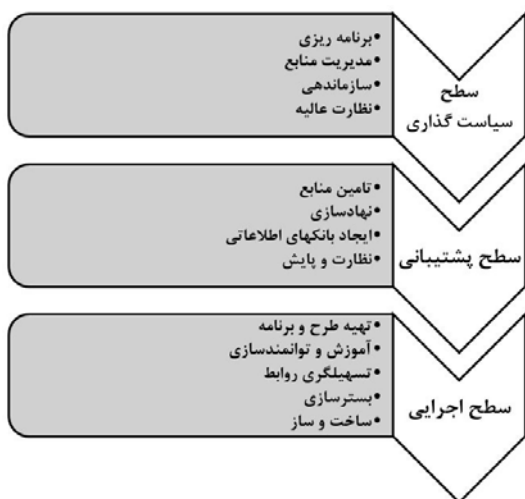 سطح
سیاست گذاری
•برنامه ریزی
•مدیریت منابع
•سازماندهی
•نظارت عالیه
سطح پشتیبانی
•تامین منابع
•نهادسازی
•ایجاد بانکهای اطلاعاتی
•نظارت و پایش
سطح اجرایی
•تهیه طرح و برنامه
•آموزش و توانمندسازی
•تسهیلگری روابط
•بسترسازی
•ساخت و ساز